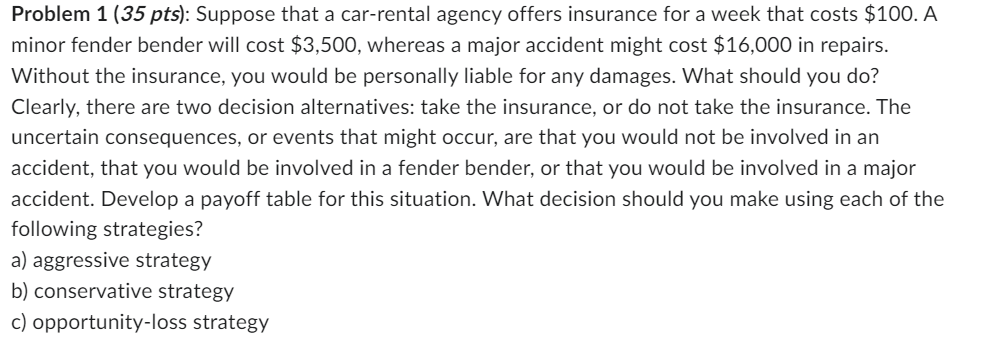 Problem 1 (35 pts): Suppose that a car-rental agency offers insurance for a week that costs $100. A
minor fender bender will cost $3,500, whereas a major accident might cost $16,000 in repairs.
Without the insurance, you would be personally liable for any damages. What should you do?
Clearly, there are two decision alternatives: take the insurance, or do not take the insurance. The
uncertain consequences, or events that might occur, are that you would not be involved in an
accident, that you would be involved in a fender bender, or that you would be involved in a major
accident. Develop a payoff table for this situation. What decision should you make using each of the
following strategies?
a) aggressive strategy
b) conservative strategy
c) opportunity-loss strategy